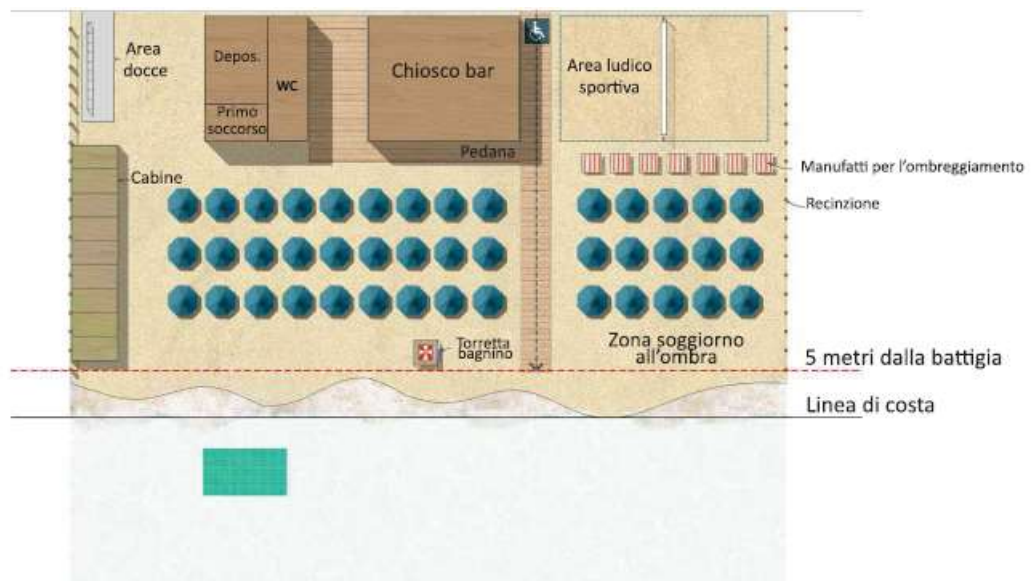 Area
docce
Depos.
WC
Primo
soccorso
Chiosco bar
Pedana
Area ludico
sportiva
Manufatti per l'ombreggiamento
Cabine
Recinzione
Torretta
bagnino
Zona soggiorno
all'ombra
5 metri dalla battigia
Linea di costa